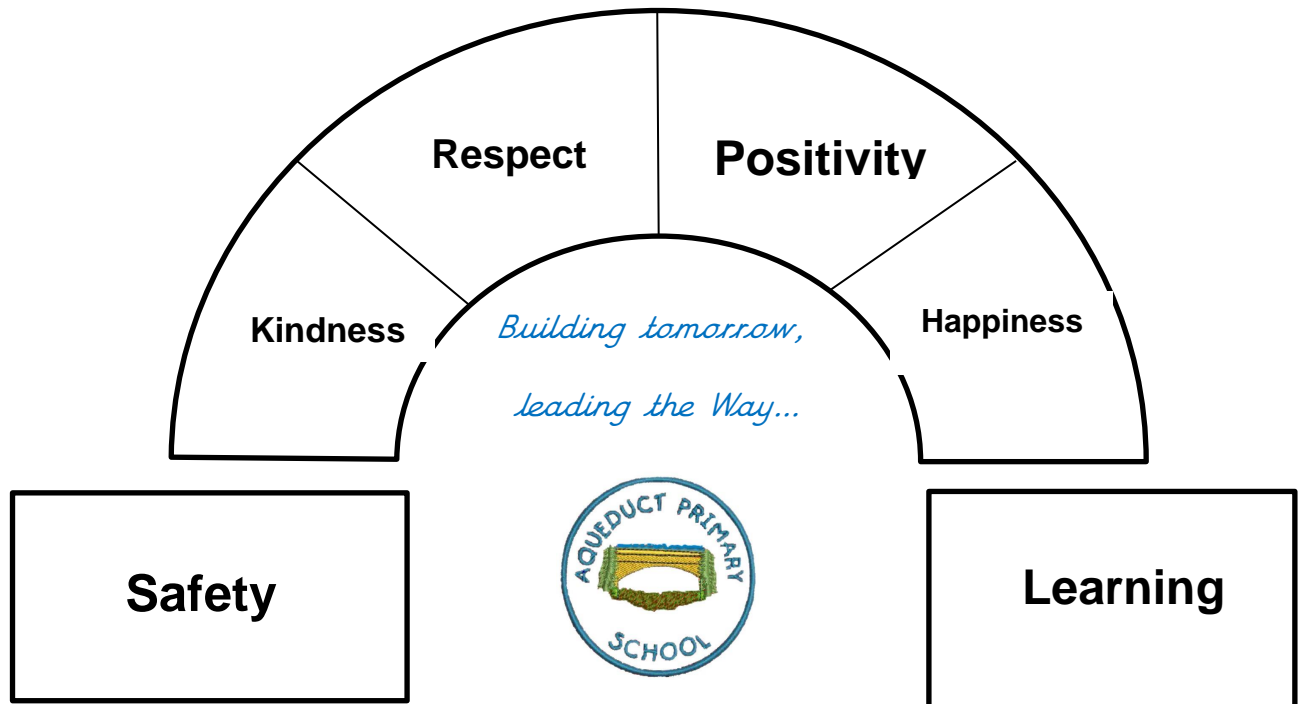 Respect
Positivity
Kindness
Happiness
Building tomorrow,
leading the Way...
Safety
Learning
AQUEDUCT PRIMARY
SCHOOL